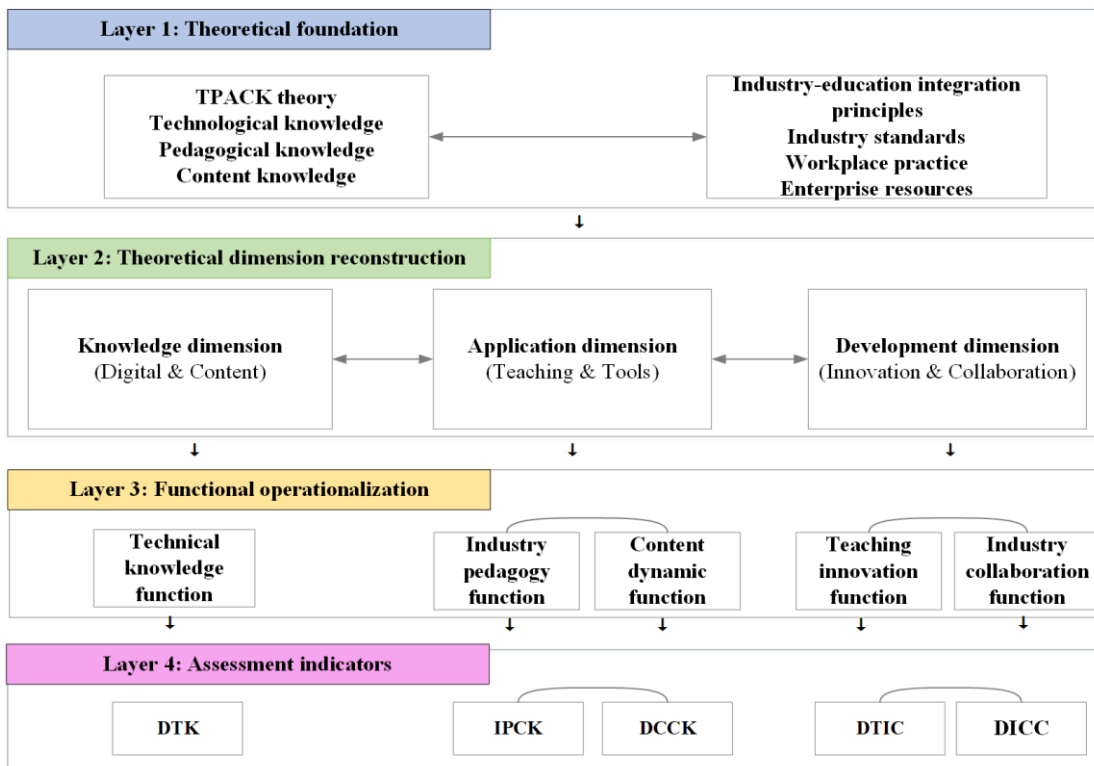 Layer 1: Theoretical foundation
TPACK theory
Technological knowledge
Pedagogical knowledge
Content knowledge
Industry-education integration
principles
Industry standards
Workplace practice
Enterprise resources
Layer 2: Theoretical dimension reconstruction
Knowledge dimension
(Digital & Content)
Application dimension
(Teaching & Tools)
Development dimension
(Innovation & Collaboration)
Layer 3: Functional operationalization
Technical
knowledge
function
Industry
pedagogy
function
Content
dynamic
function
Teaching
innovation
function
Industry
collaboration
function
Layer 4: Assessment indicators
DTK
IPCK
DCCK
DTIC
DICC